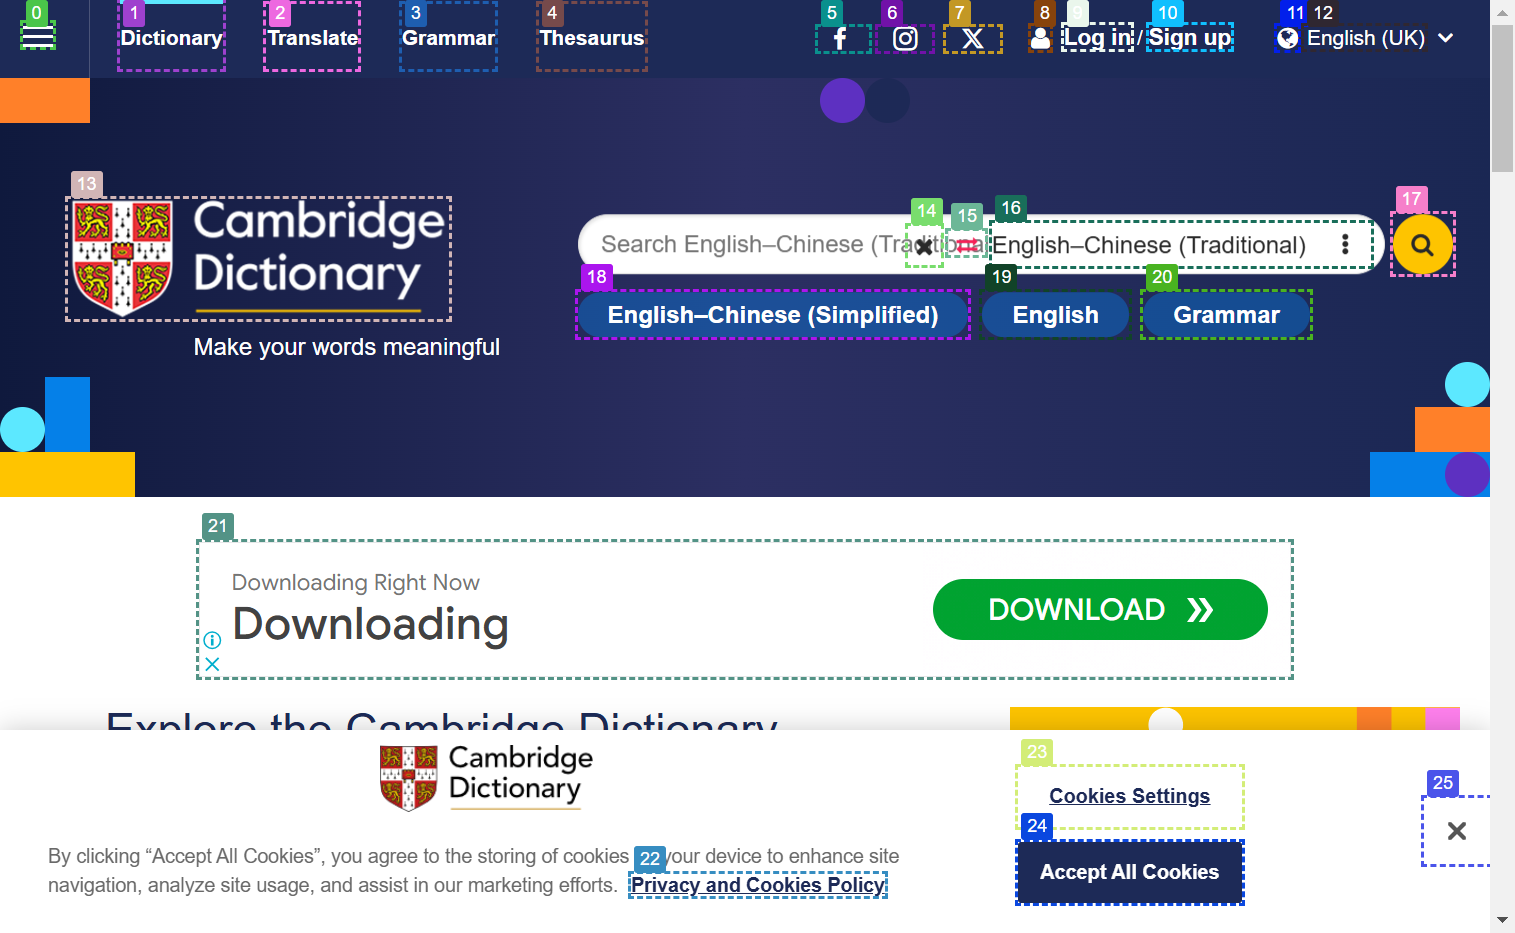 0
1
2
3
4
5
6
7
8
9
10
11
12
Dictionary
Translate
Grammar
Thesaurus
Log in / Sign up
English (UK)
13
Cambridge
Dictionary
Make your words meaningful
14
15
16
17
Search English–Chinese (Traditional
English–Chinese (Traditional)
18
19
20
English–Chinese (Simplified)
English
Grammar
21
Downloading Right Now
Downloading
DOWNLOAD
Explore the Cambridge Dictionary
Cambridge
Dictionary
23
Cookies Settings
24
Accept All Cookies
25
By clicking “Accept All Cookies”, you agree to the storing of cookies 22 your device to enhance site
navigation, analyze site usage, and assist in our marketing efforts. Privacy and Cookies Policy